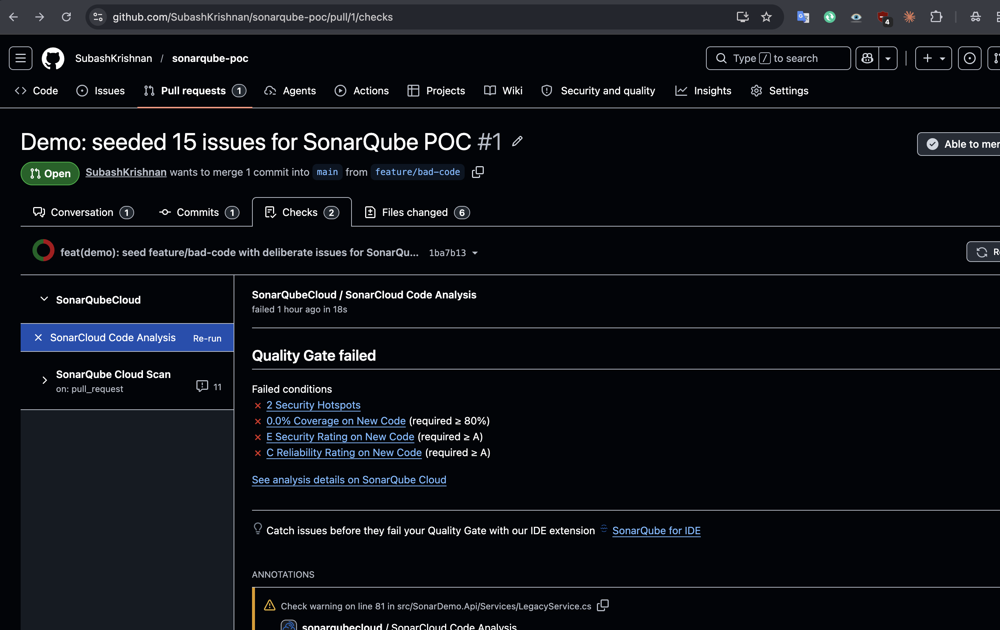 github.com/SubashKrishnan/sonarqube-poc/pull/1/checks
4
SubashKrishnan / sonarqube-poc
Type / to search
Code
Issues
Pull requests 1
Agents
Actions
Projects
Wiki
Security and quality
Insights
Settings
Demo: seeded 15 issues for SonarQube POC #1
Able to mer
Open
SubashKrishnan wants to merge 1 commit into main from feature/bad-code
Conversation 1
Commits 1
Checks 2
Files changed 6
feat(demo): seed feature/bad-code with deliberate issues for SonarQu... 1ba7b13
SonarQubeCloud
SonarCloud Code Analysis Re-run
SonarQube Cloud Scan
on: pull_request
11
SonarQubeCloud / SonarCloud Code Analysis
failed 1 hour ago in 18s
Quality Gate failed
Failed conditions
2 Security Hotspots
0.0% Coverage on New Code (required ≥ 80%)
E Security Rating on New Code (required ≥ A)
C Reliability Rating on New Code (required ≥ A)
See analysis details on SonarQube Cloud
Catch issues before they fail your Quality Gate with our IDE extension SonarQube for IDE
ANNOTATIONS
Check warning on line 81 in src/SonarDemo.Api/Services/LegacyService.cs
sonarqubecloud / SonarCloud Code Analysis